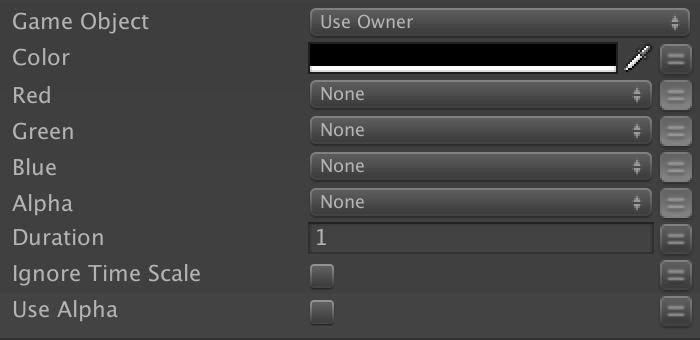 Game Object Use Owner
Color
Red None
Green None
Blue None
Alpha None
Duration 1
Ignore Time Scale
Use Alpha